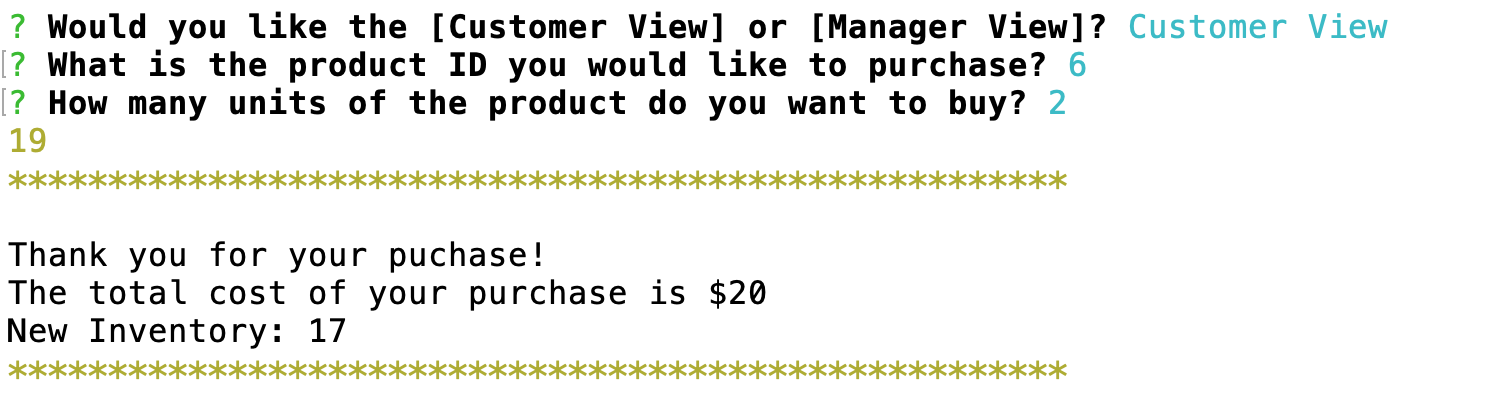 ? Would you like the [Customer View] or [Manager View]? Customer View
[? What is the product ID you would like to purchase? 6
[? How many units of the product do you want to buy? 2
19
*****************************************************
Thank you for your puchase!
The total cost of your purchase is $20
New Inventory: 17
*****************************************************